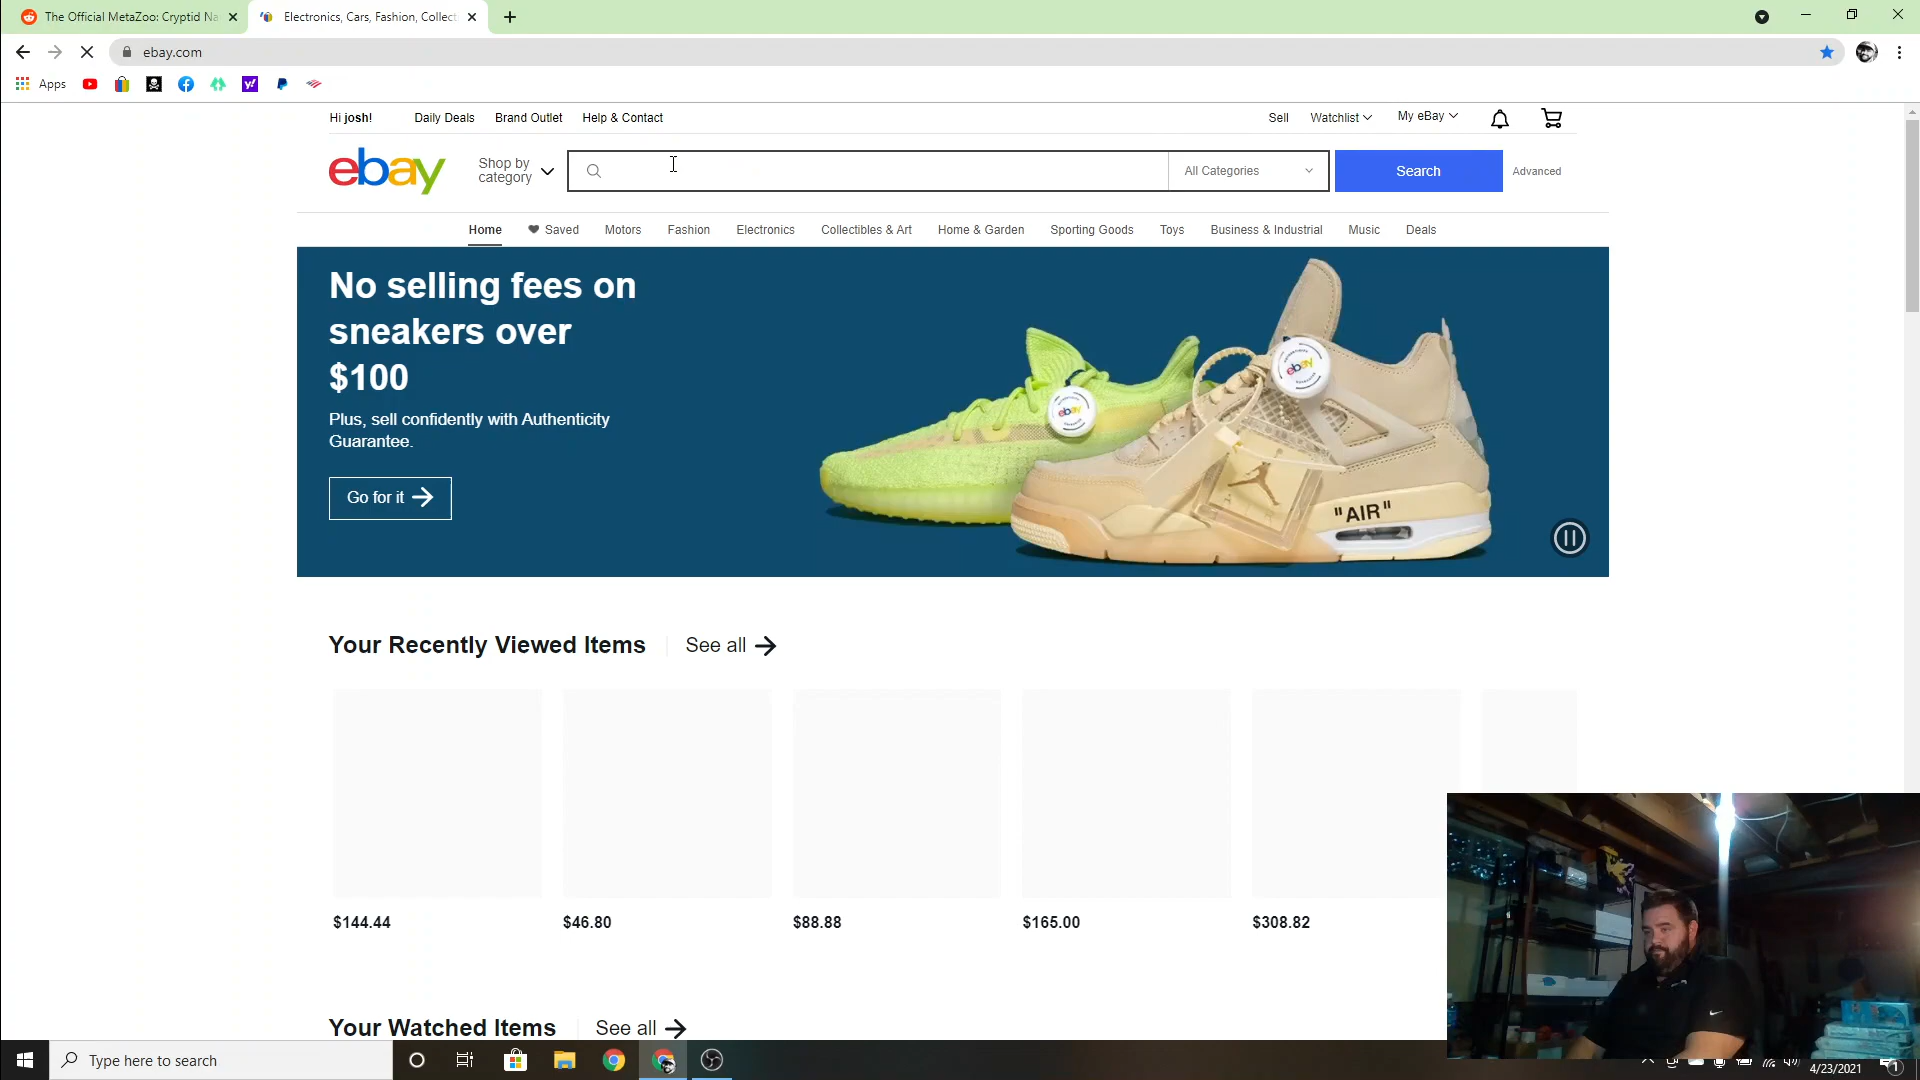 The Official MetaZoo: Cryptid Na
Electronics, Cars, Fashion, Collect
ebay.com
Apps
Hi josh!
Daily Deals
Brand Outlet
Help & Contact
Sell
Watchlist
My eBay
ebay
Shop by
category
All Categories
Search
Advanced
Home
Saved
Motors
Fashion
Electronics
Collectibles & Art
Home & Garden
Sporting Goods
Toys
Business & Industrial
Music
Deals
No selling fees on
sneakers over
$100
Plus, sell confidently with Authenticity
Guarantee.
Go for it
ebay
ebay
"AIR"
Your Recently Viewed Items
See all
$144.44
$46.80
$88.88
$165.00
$308.82
Your Watched Items
See all
Type here to search
4/23/2021
1